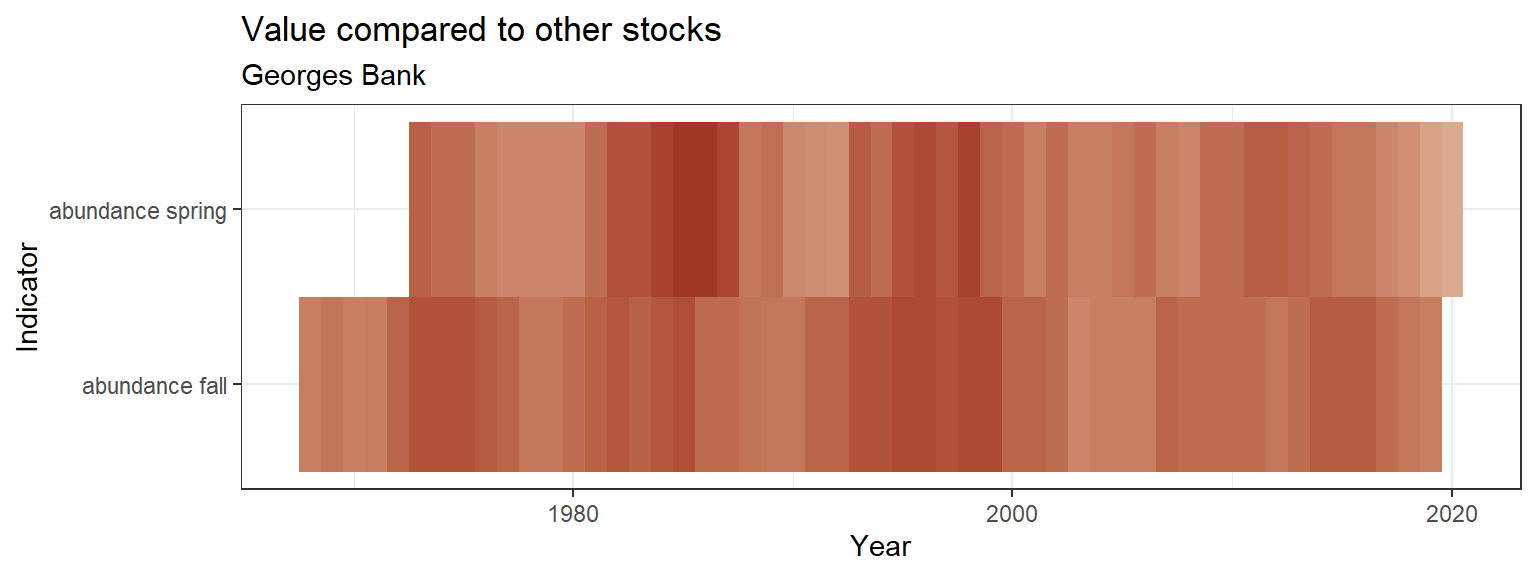 Value compared to other stocks
Georges Bank
Indicator
abundance spring
abundance fall
1980 2000 2020
Year